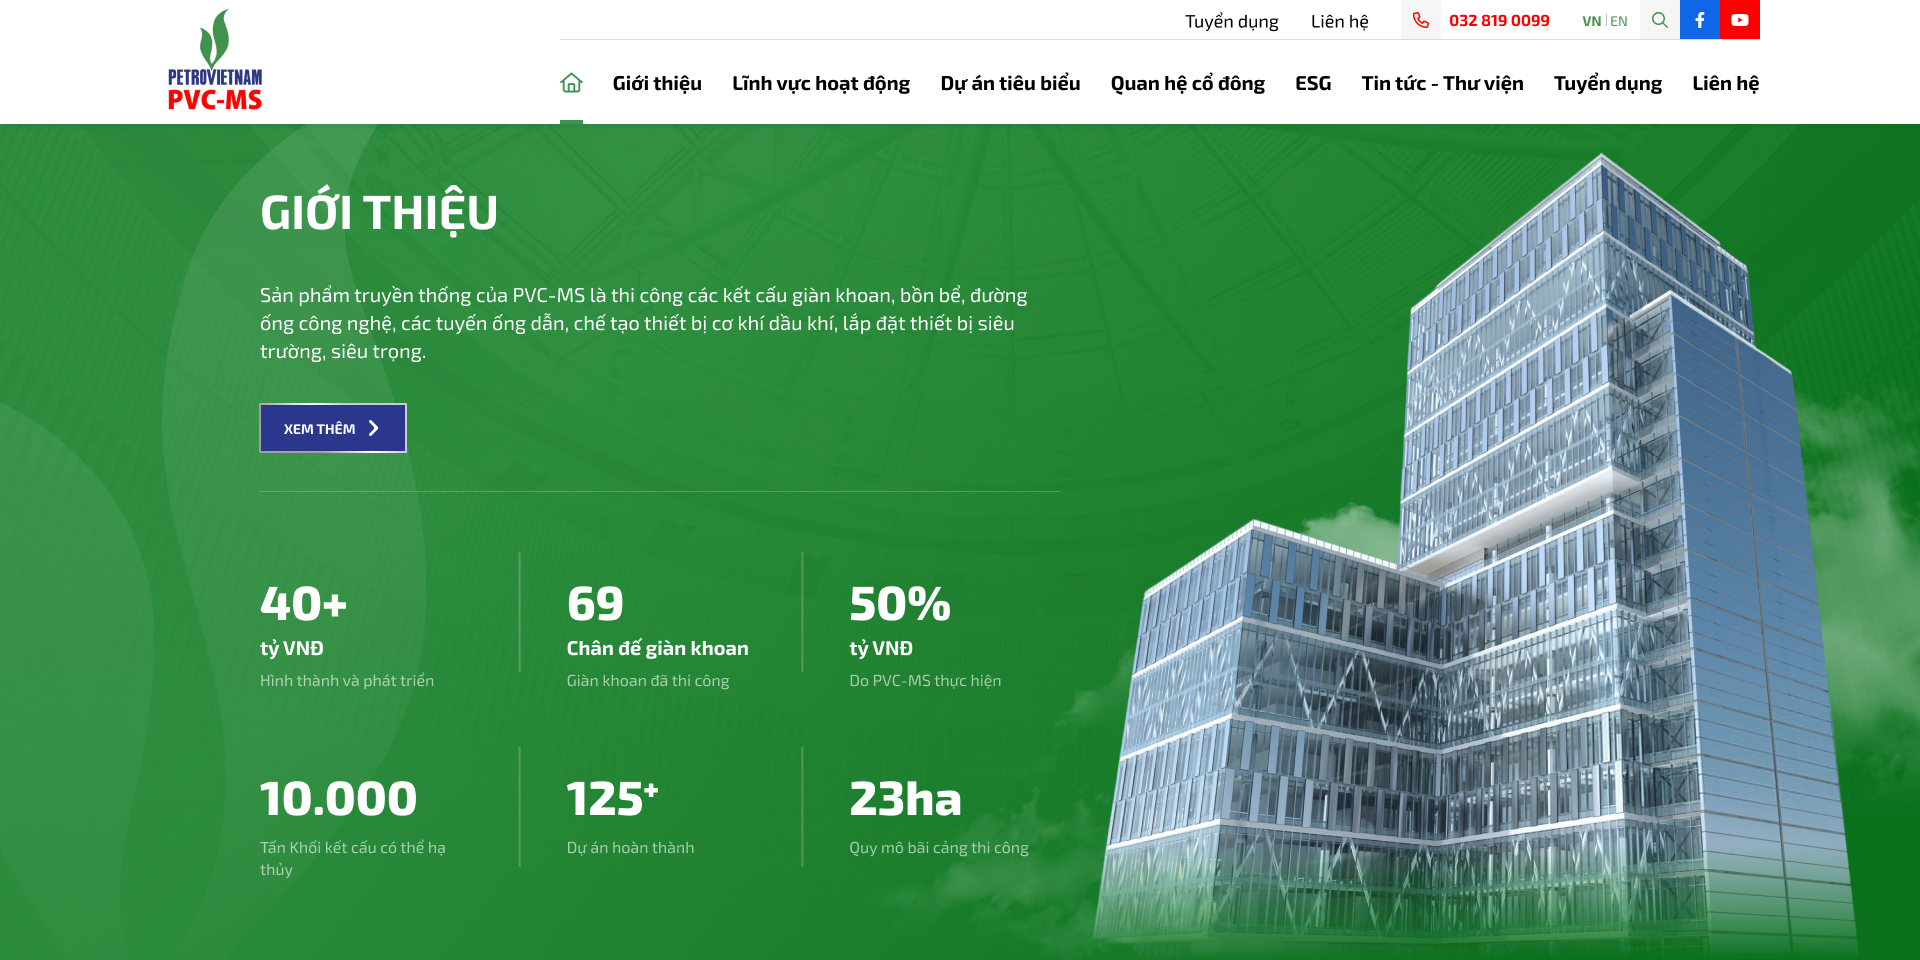 Tuyển dụng
Liên hệ
032 819 0099
VN | EN
PETROVIETNAM
PVC-MS
Giới thiệu
Lĩnh vực hoạt động
Dự án tiêu biểu
Quan hệ cổ đông
ESG
Tin tức - Thư viện
Tuyển dụng
Liên hệ
GIỚI THIỆU
Sản phẩm truyền thống của PVC-MS là thi công các kết cấu giàn khoan, bồn bể, đường
ống công nghệ, các tuyến ống dẫn, chế tạo thiết bị cơ khí dầu khí, lắp đặt thiết bị siêu
trường, siêu trọng.
XEM THÊM
40+
tỷ VNĐ
Hình thành và phát triển
69
Chân đế giàn khoan
Giàn khoan đã thi công
50%
tỷ VNĐ
Do PVC-MS thực hiện
10.000
Tấn Khối kết cấu có thể hạ
thủy
125+
Dự án hoàn thành
23ha
Quy mô bãi cảng thi công